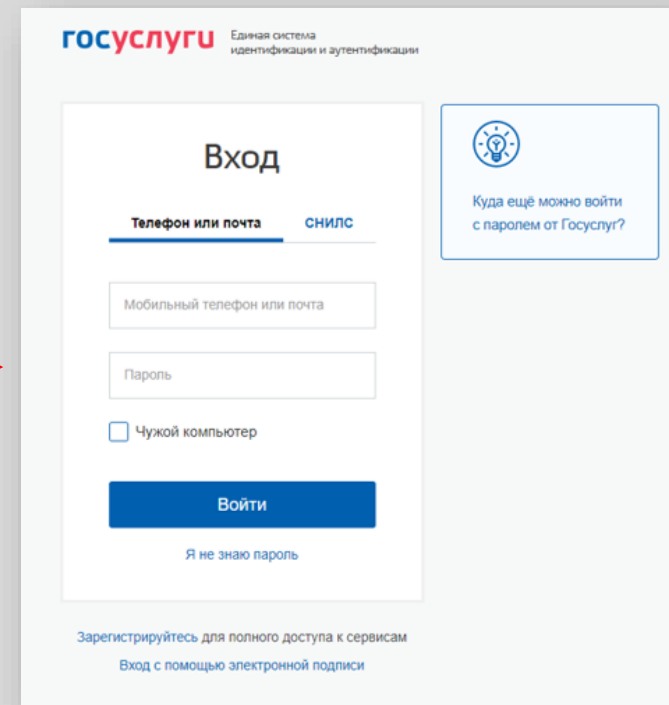 госуслуги
Единая система
идентификации и аутентификации
Вход
Телефон или почта СНИЛС
Мобильный телефон или почта
Пароль
Чужой компьютер
Войти
Я не знаю пароль
Куда ещё можно войти
с паролем от Госуслуг?
Зарегистрируйтесь для полного доступа к сервисам
Вход с помощью электронной подписи